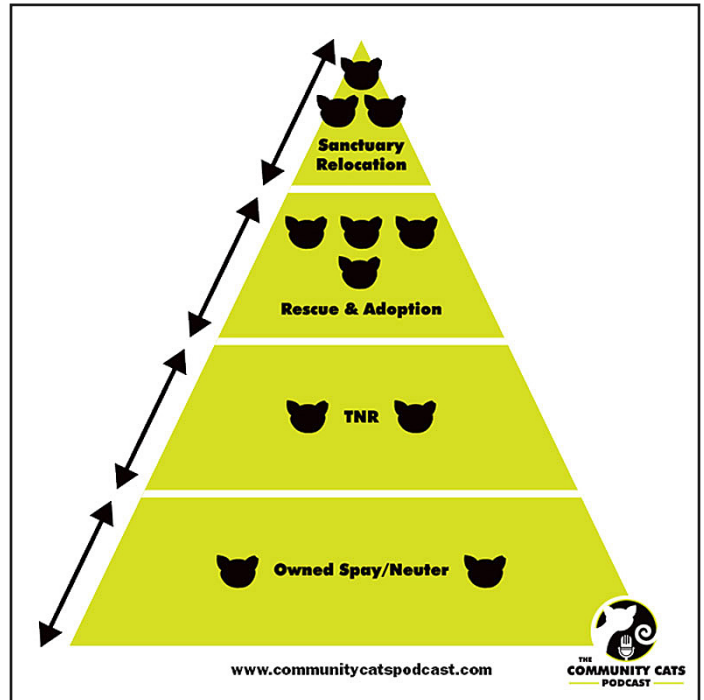 Sanctuary
Relocation
Rescue & Adoption
TNR
Owned Spay/Neuter
www.communitycatspodcast.com
THE
COMMUNITY CATS
PODCAST